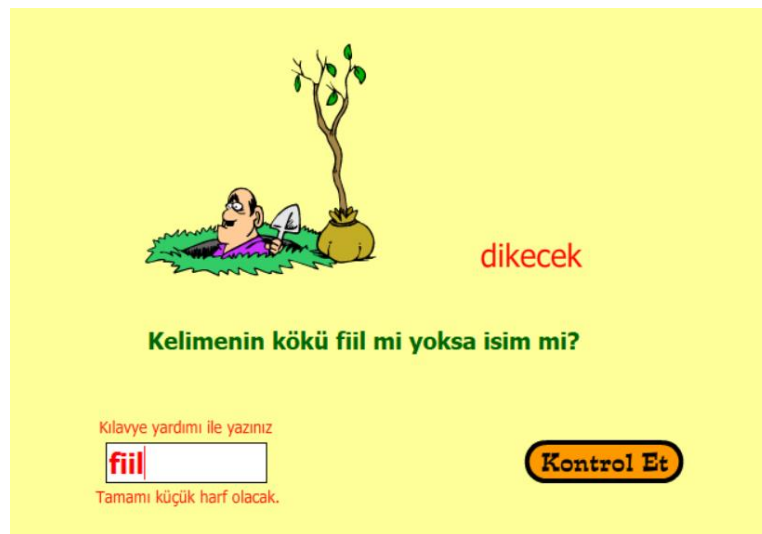 dikecek
Kelimenin kökü fiil mi yoksa isim mi?
Kılavye yardımı ile yazınız
fiil
Kontrol Et
Tamamı küçük harf olacak.